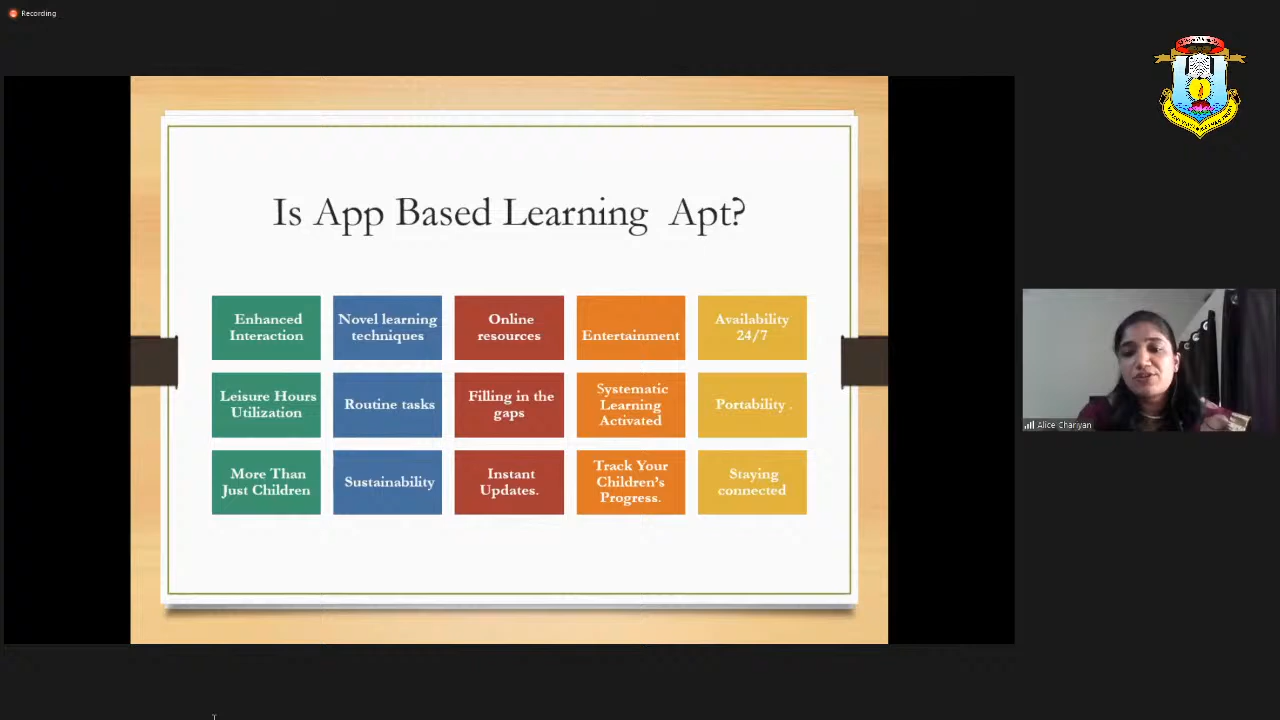 Recording
Is App Based Learning Apt?
Enhanced
Interaction
Novel learning
techniques
Online
resources
Entertainment
Availability
24/7
Leisure Hours
Utilization
Routine tasks
Filling in the
gaps
Systematic
Learning
Activated
Portability .
More Than
Just Children
Sustainability
Instant
Updates.
Track Your
Children's
Progress.
Staying
connected
Alice Chariyan